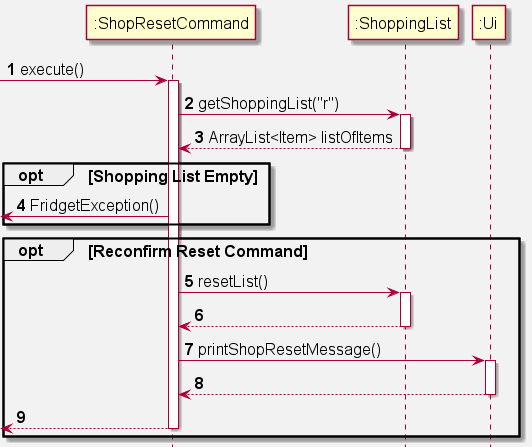 :ShopResetCommand :ShoppingList :Ui
1 execute()
2 getShoppingList("r")
3 ArrayList<Item> listOfItems
opt [Shopping List Empty]
4 FridgetException()
opt [Reconfirm Reset Command]
5 resetList()
6
7 printShopResetMessage()
8
9